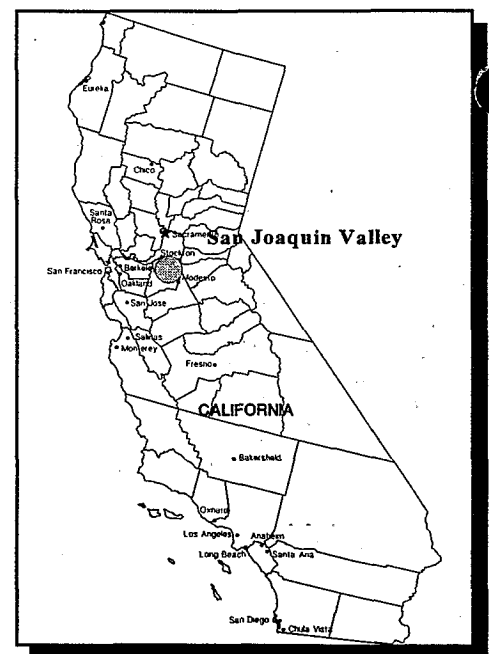 Eureka
Chico
Santa
Rosa
Sacramento
San Joaquin Valley
Stockton
San Francisco
Berkele
Oakland
Modesto
San Jose
Salinas
Monterey
Fresno
CALIFORNIA
Bakersfield
Oxnard
Los Angeles
Anaheim
Long Beach
Santa Ana
San Diego
Chula Vista